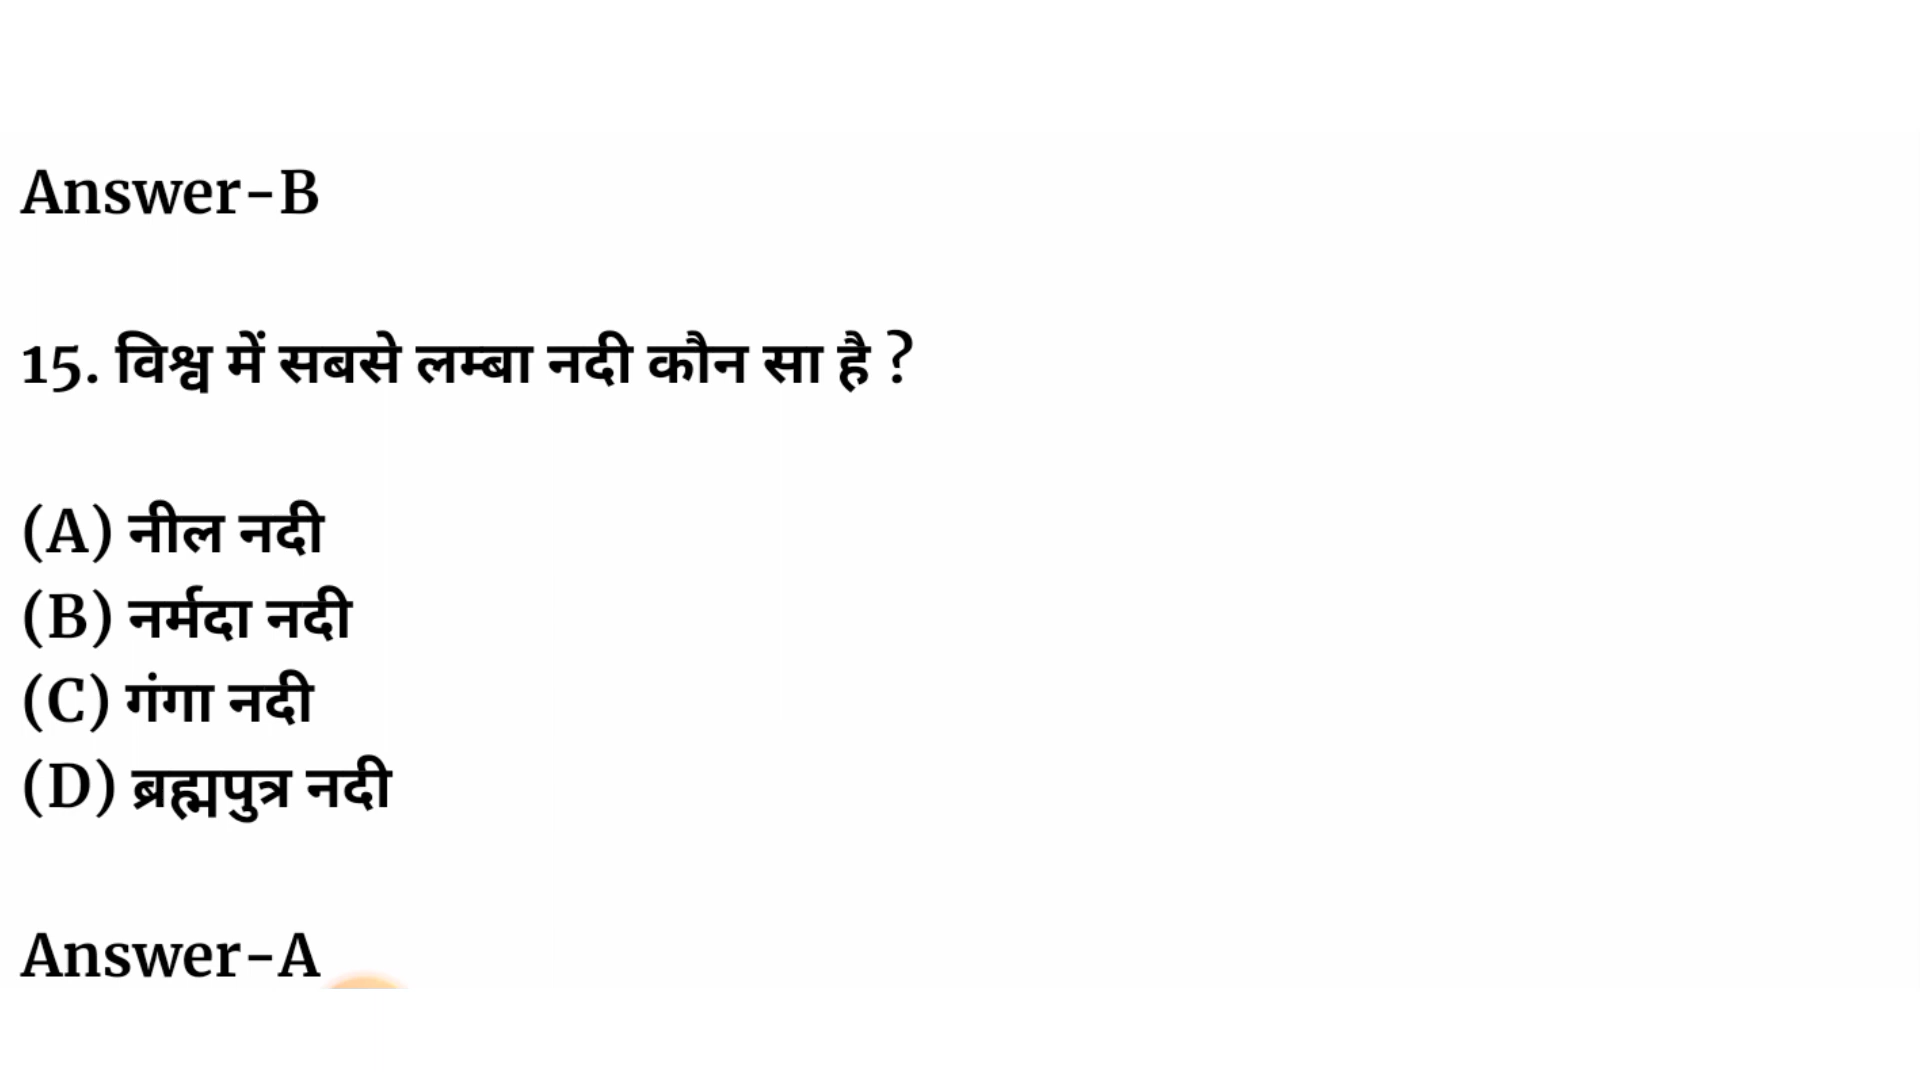 Answer-B
15. विश्व में सबसे लम्बा नदी कौन सा है ?
(A) नील नदी
(B) नर्मदा नदी
(C) गंगा नदी
(D) ब्रह्मपुत्र नदी
Answer-A